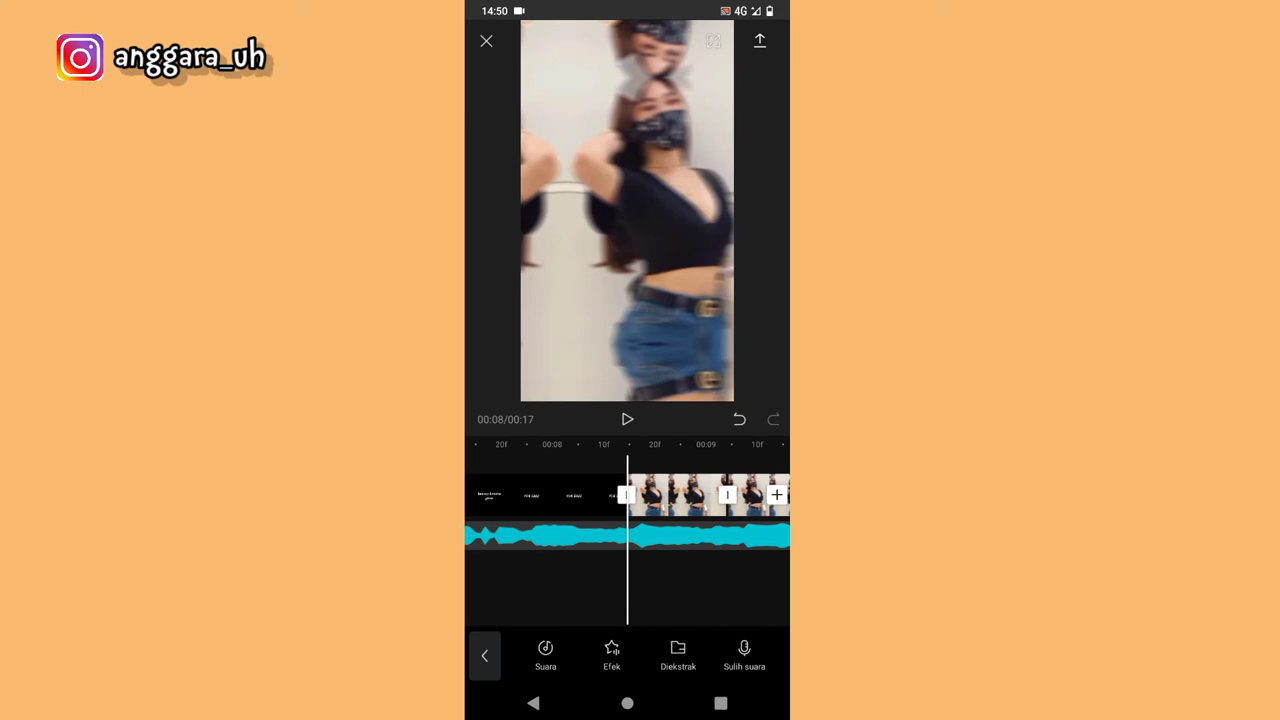 anggara_uh
14:50 4G
00:08/00:17
20f 00:08 10f 20f 00:09 10f
Suara Efek Diekstrak Sulih suara